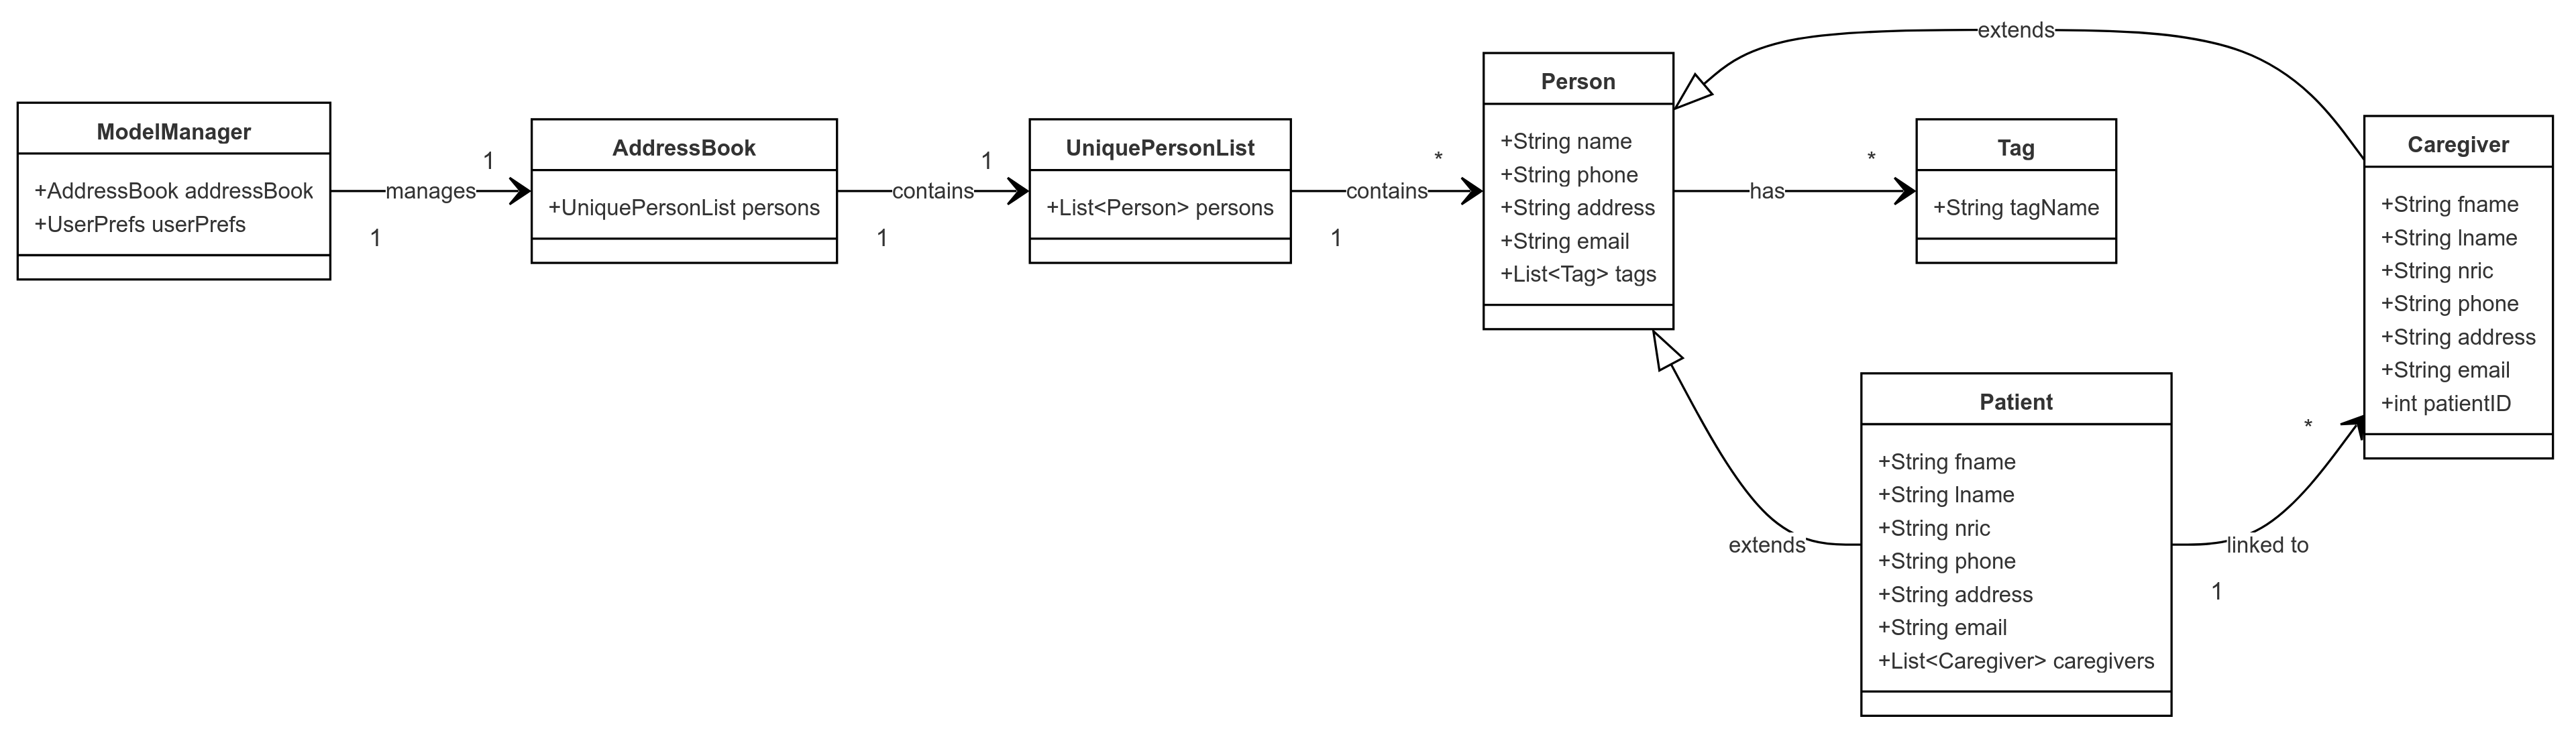 ModelManager
+AddressBook addressBook
+UserPrefs userPrefs
1
manages
1
AddressBook
+UniquePersonList persons
1
contains
1
UniquePersonList
+List<Person> persons
1
contains
*
Person
+String name
+String phone
+String address
+String email
+List<Tag> tags
has
*
Tag
+String tagName
extends
Caregiver
+String fname
+String lname
+String nric
+String phone
+String address
+String email
+int patientID
extends
Patient
+String fname
+String lname
+String nric
+String phone
+String address
+String email
+List<Caregiver> caregivers
linked to
1
*